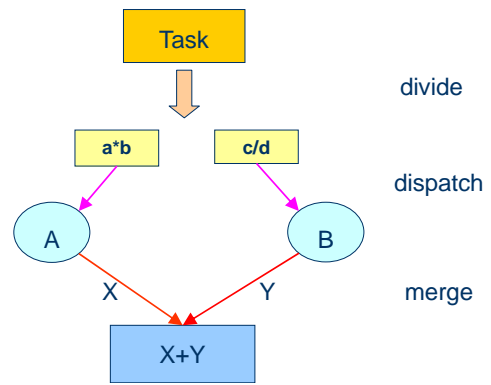 Task
divide
a*b
c/d
dispatch
A
B
X
Y
merge
X+Y